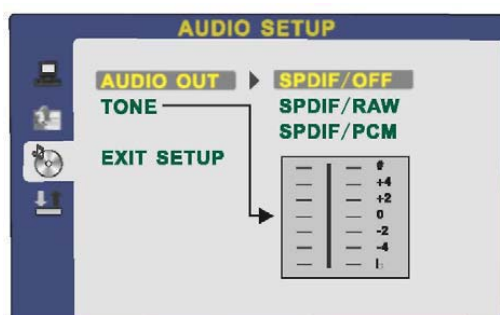 AUDIO SETUP
AUDIO OUT SPDIF/OFF
TONE SPDIF/RAW
SPDIF/PCM
EXIT SETUP
#
+4
+2
0
-2
-4
b